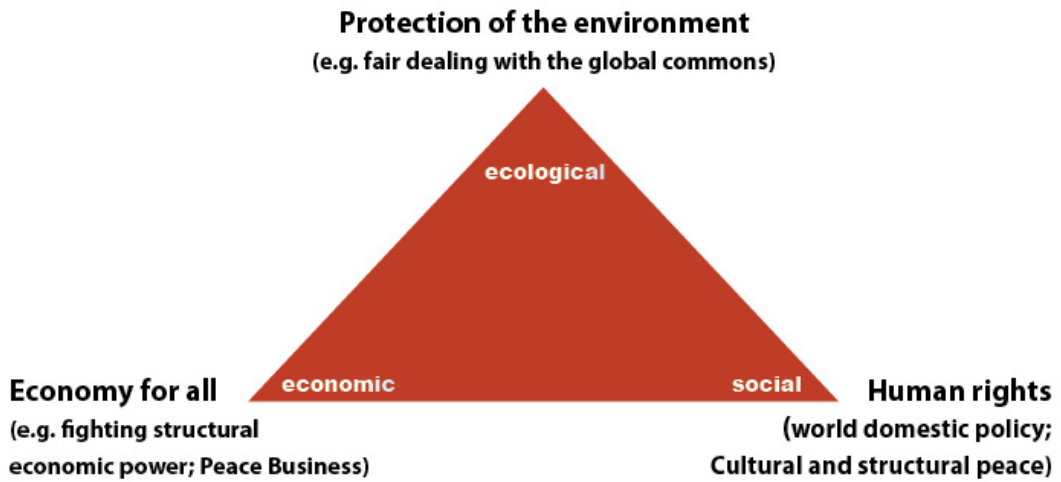 Protection of the environment
(e.g. fair dealing with the global commons)
ecological
economic
social
Economy for all
(e.g. fighting structural
economic power; Peace Business)
Human rights
(world domestic policy;
Cultural and structural peace)